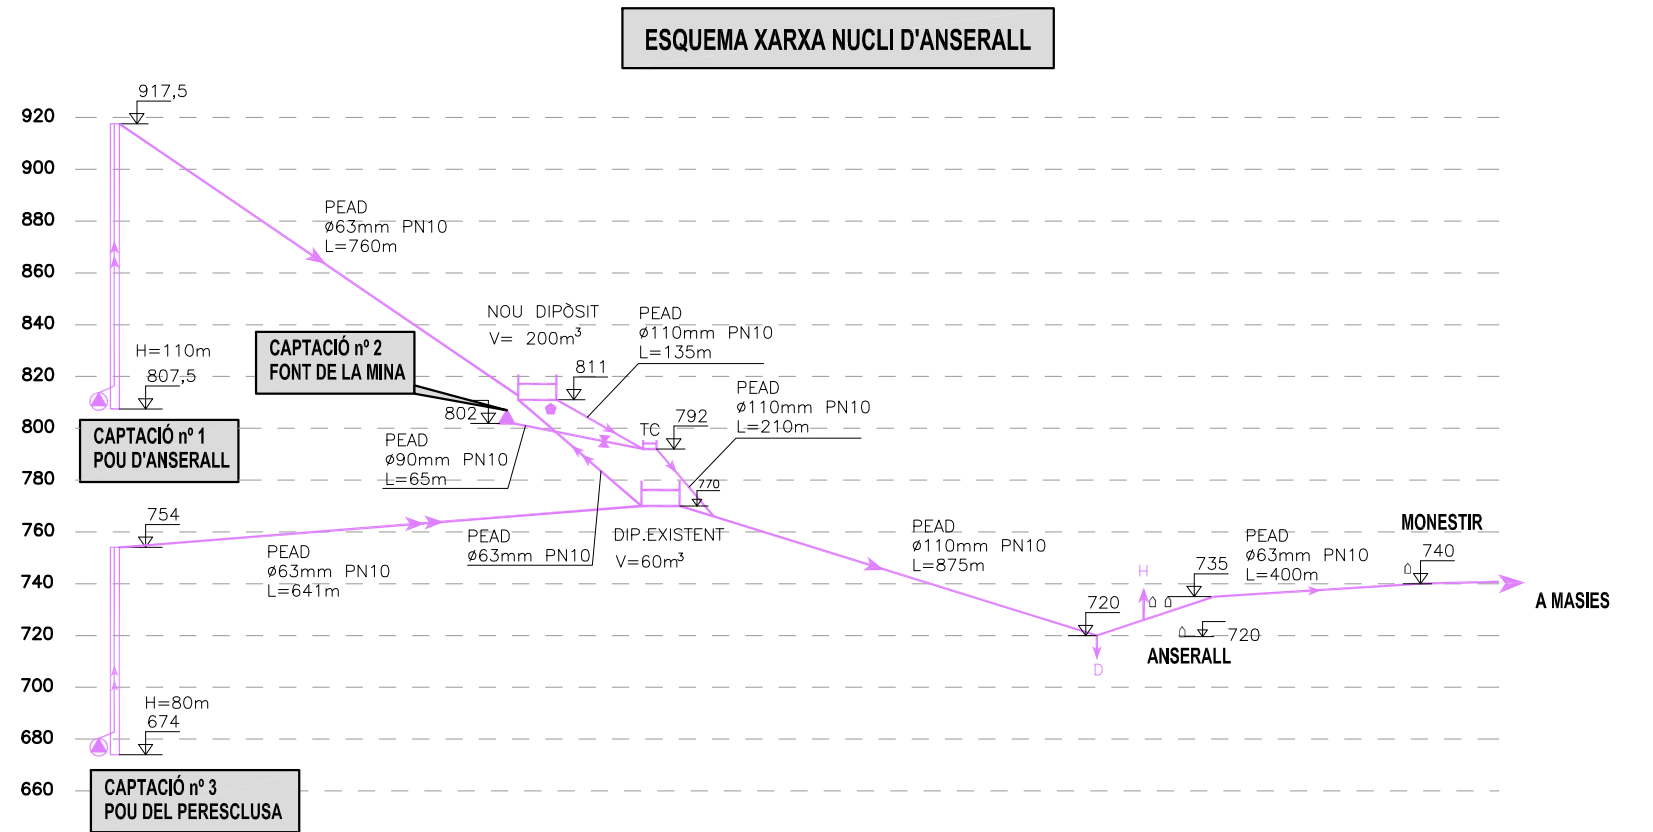 ESQUEMA XARXA NUCLI D'ANSERALL
917,5
920
900
880
860
840
820
800
780
760
740
720
700
680
660
PEAD
ø63mm PN10
L=760m
NOU DIPÒSIT
V= 200m³
PEAD
ø110mm PN10
L=135m
CAPTACIÓ nº 2
FONT DE LA MINA
H=110m
807,5
811
PEAD
ø110mm PN10
L=210m
802
TC
792
CAPTACIÓ nº 1
POU D'ANSERALL
PEAD
ø90mm PN10
L=65m
770
754
PEAD
ø63mm PN10
L=641m
PEAD
ø63mm PN10
DIP.EXISTENT
V=60m³
PEAD
ø110mm PN10
L=875m
MONESTIR
740
PEAD
ø63mm PN10
L=400m
735
H
720
A MASIES
720
ANSERALL
D
H=80m
674
CAPTACIÓ nº 3
POU DEL PERESCLUSA